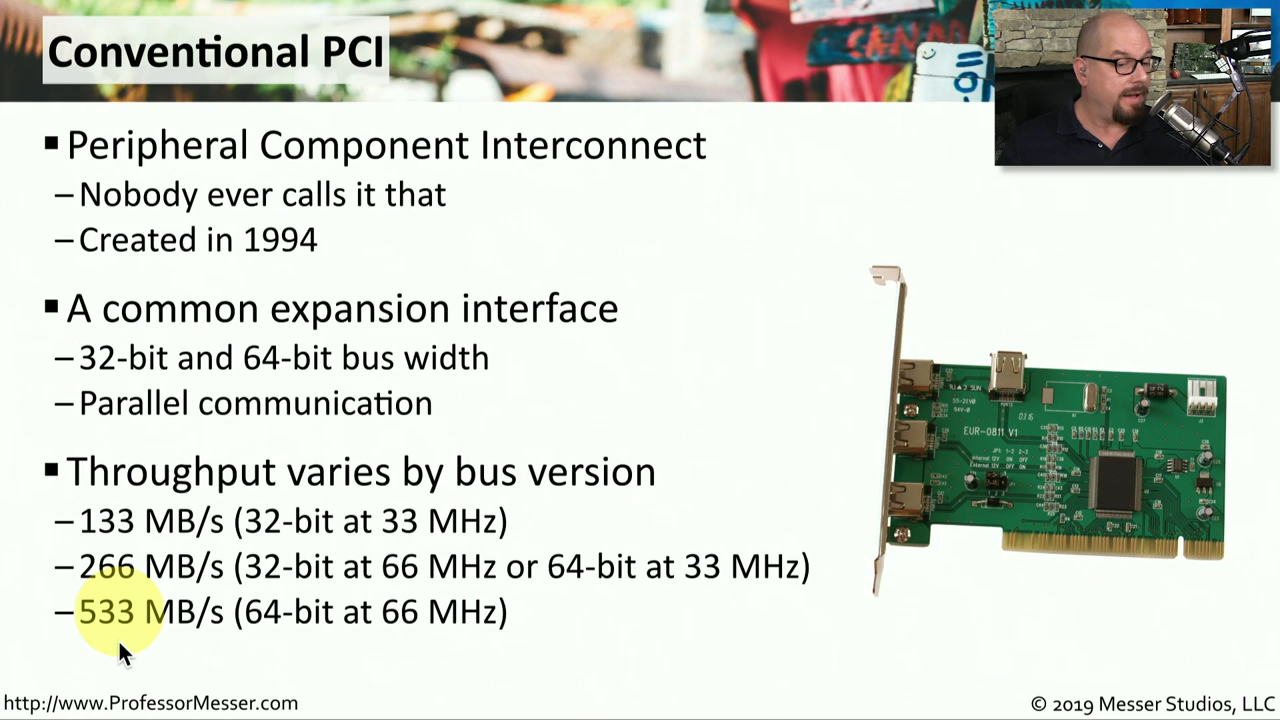 Conventional PCI
CANADA
▪ Peripheral Component Interconnect
– Nobody ever calls it that
– Created in 1994
▪ A common expansion interface
– 32-bit and 64-bit bus width
– Parallel communication
▪ Throughput varies by bus version
– 133 MB/s (32-bit at 33 MHz)
– 266 MB/s (32-bit at 66 MHz or 64-bit at 33 MHz)
– 533 MB/s (64-bit at 66 MHz)
94V-0
EUR-0811 V1
http://www.ProfessorMesser.com
© 2019 Messer Studios, LLC